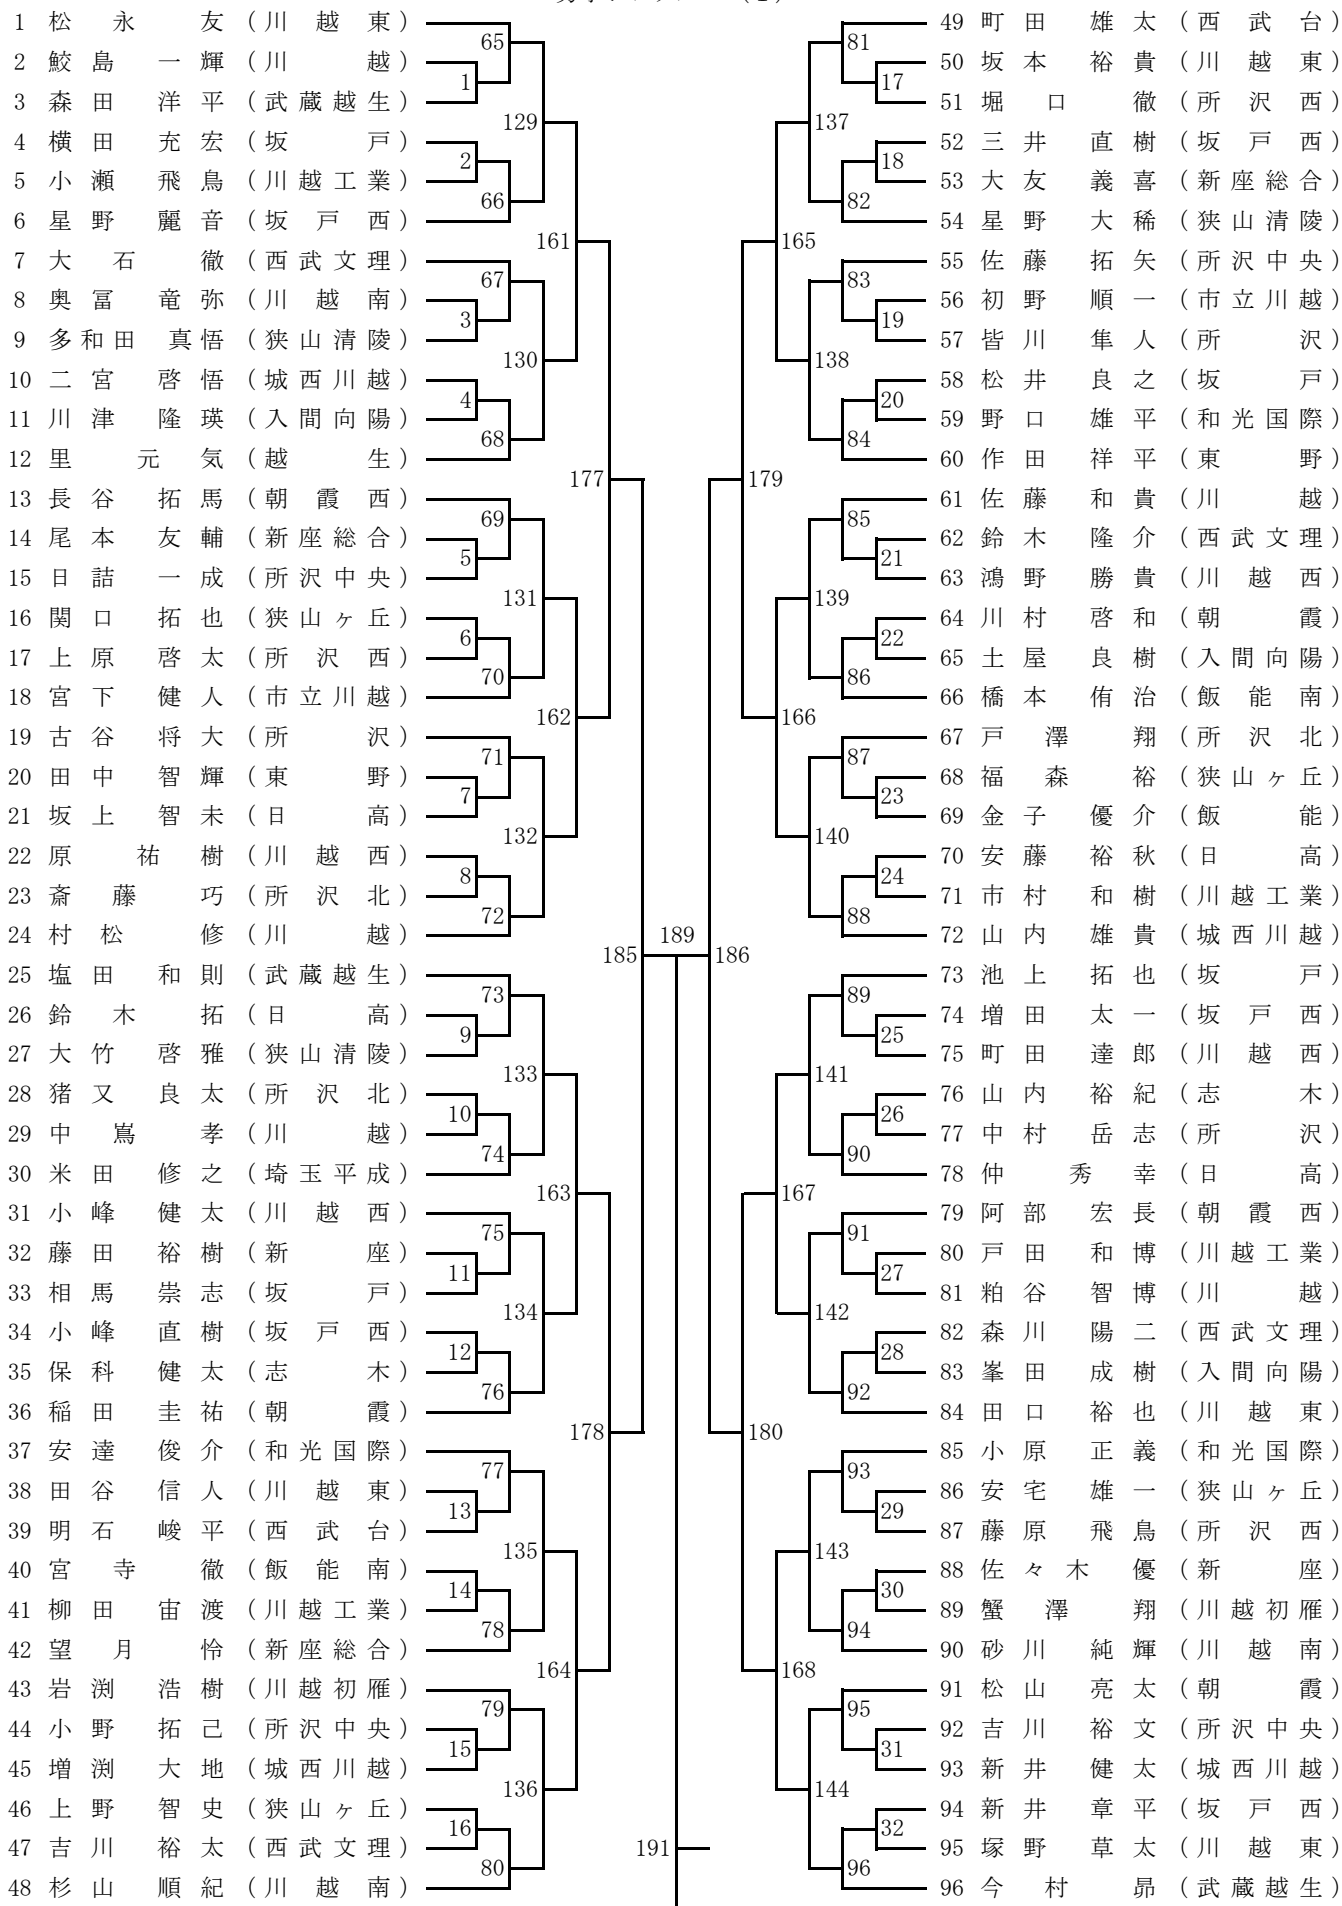 1 松永 友 (川越東)
2 鮫島 一輝 (川越)
3 森田 洋平 (武蔵越生)
4 横田 充宏 (坂戸)
5 小瀬 飛鳥 (川越工業)
6 星野 麗音 (坂戸西)
7 大石 徹 (西武文理)
8 奥冨 竜弥 (川越南)
9 多和田 真悟 (狭山清陵)
10 二宮 啓悟 (城西川越)
11 川津 隆瑛 (入間向陽)
12 里 元気 (越生)
13 長谷 拓馬 (朝霞西)
14 尾本 友輔 (新座総合)
15 日詰 一成 (所沢中央)
16 関口 拓也 (狭山ヶ丘)
17 上原 啓太 (所沢西)
18 宮下 健人 (市立川越)
19 古谷 将大 (所沢)
20 田中 智輝 (東野)
21 坂上 智未 (日高)
22 原 祐樹 (川越西)
23 斎藤 巧 (所沢北)
24 村松 修 (川越)
25 塩田 和則 (武蔵越生)
26 鈴木 拓 (日高)
27 大竹 啓雅 (狭山清陵)
28 猪又 良太 (所沢北)
29 中嶌 孝 (川越)
30 米田 修之 (埼玉平成)
31 小峰 健太 (川越西)
32 藤田 裕樹 (新座)
33 相馬 崇志 (坂戸)
34 小峰 直樹 (坂戸西)
35 保科 健太 (志木)
36 稲田 圭祐 (朝霞)
37 安達 俊介 (和光国際)
38 田谷 信人 (川越東)
39 明石 峻平 (西武台)
40 宮寺 徹 (飯能南)
41 柳田 宙渡 (川越工業)
42 望月 怜 (新座総合)
43 岩渕 浩樹 (川越初雁)
44 小野 拓己 (所沢中央)
45 増渕 大地 (城西川越)
46 上野 智史 (狭山ヶ丘)
47 吉川 裕太 (西武文理)
48 杉山 順紀 (川越南)
65
1
2
66
67
3
4
68
69
5
6
70
71
7
8
72
73
9
10
74
75
11
12
76
77
13
14
78
79
15
16
80
129
130
131
132
133
134
135
136
161
162
163
164
177
178
185
189
186
191
179
180
165
166
167
168
137
138
139
140
141
142
143
144
81
17
18
82
83
19
20
84
85
21
22
86
87
23
24
88
89
25
26
90
91
27
28
92
93
29
30
94
95
31
32
96
49 町田 雄太 (西武台)
50 坂本 裕貴 (川越東)
51 堀口 徹 (所沢西)
52 三井 直樹 (坂戸西)
53 大友 義喜 (新座総合)
54 星野 大稀 (狭山清陵)
55 佐藤 拓矢 (所沢中央)
56 初野 順一 (市立川越)
57 皆川 隼人 (所沢)
58 松井 良之 (坂戸)
59 野口 雄平 (和光国際)
60 作田 祥平 (東野)
61 佐藤 和貴 (川越)
62 鈴木 隆介 (西武文理)
63 鴻野 勝貴 (川越西)
64 川村 啓和 (朝霞)
65 土屋 良樹 (入間向陽)
66 橋本 侑治 (飯能南)
67 戸澤 翔 (所沢北)
68 福森 裕 (狭山ヶ丘)
69 金子 優介 (飯能)
70 安藤 裕秋 (日高)
71 市村 和樹 (川越工業)
72 山内 雄貴 (城西川越)
73 池上 拓也 (坂戸)
74 増田 太一 (坂戸西)
75 町田 達郎 (川越西)
76 山内 裕紀 (志木)
77 中村 岳志 (所沢)
78 仲 秀幸 (日高)
79 阿部 宏長 (朝霞西)
80 戸田 和博 (川越工業)
81 粕谷 智博 (川越)
82 森川 陽二 (西武文理)
83 峯田 成樹 (入間向陽)
84 田口 裕也 (川越東)
85 小原 正義 (和光国際)
86 安宅 雄一 (狭山ヶ丘)
87 藤原 飛鳥 (所沢西)
88 佐々木 優 (新座)
89 蟹澤 翔 (川越初雁)
90 砂川 純輝 (川越南)
91 松山 亮太 (朝霞)
92 吉川 裕文 (所沢中央)
93 新井 健太 (城西川越)
94 新井 章平 (坂戸西)
95 塚野 草太 (川越東)
96 今村 昴 (武蔵越生)